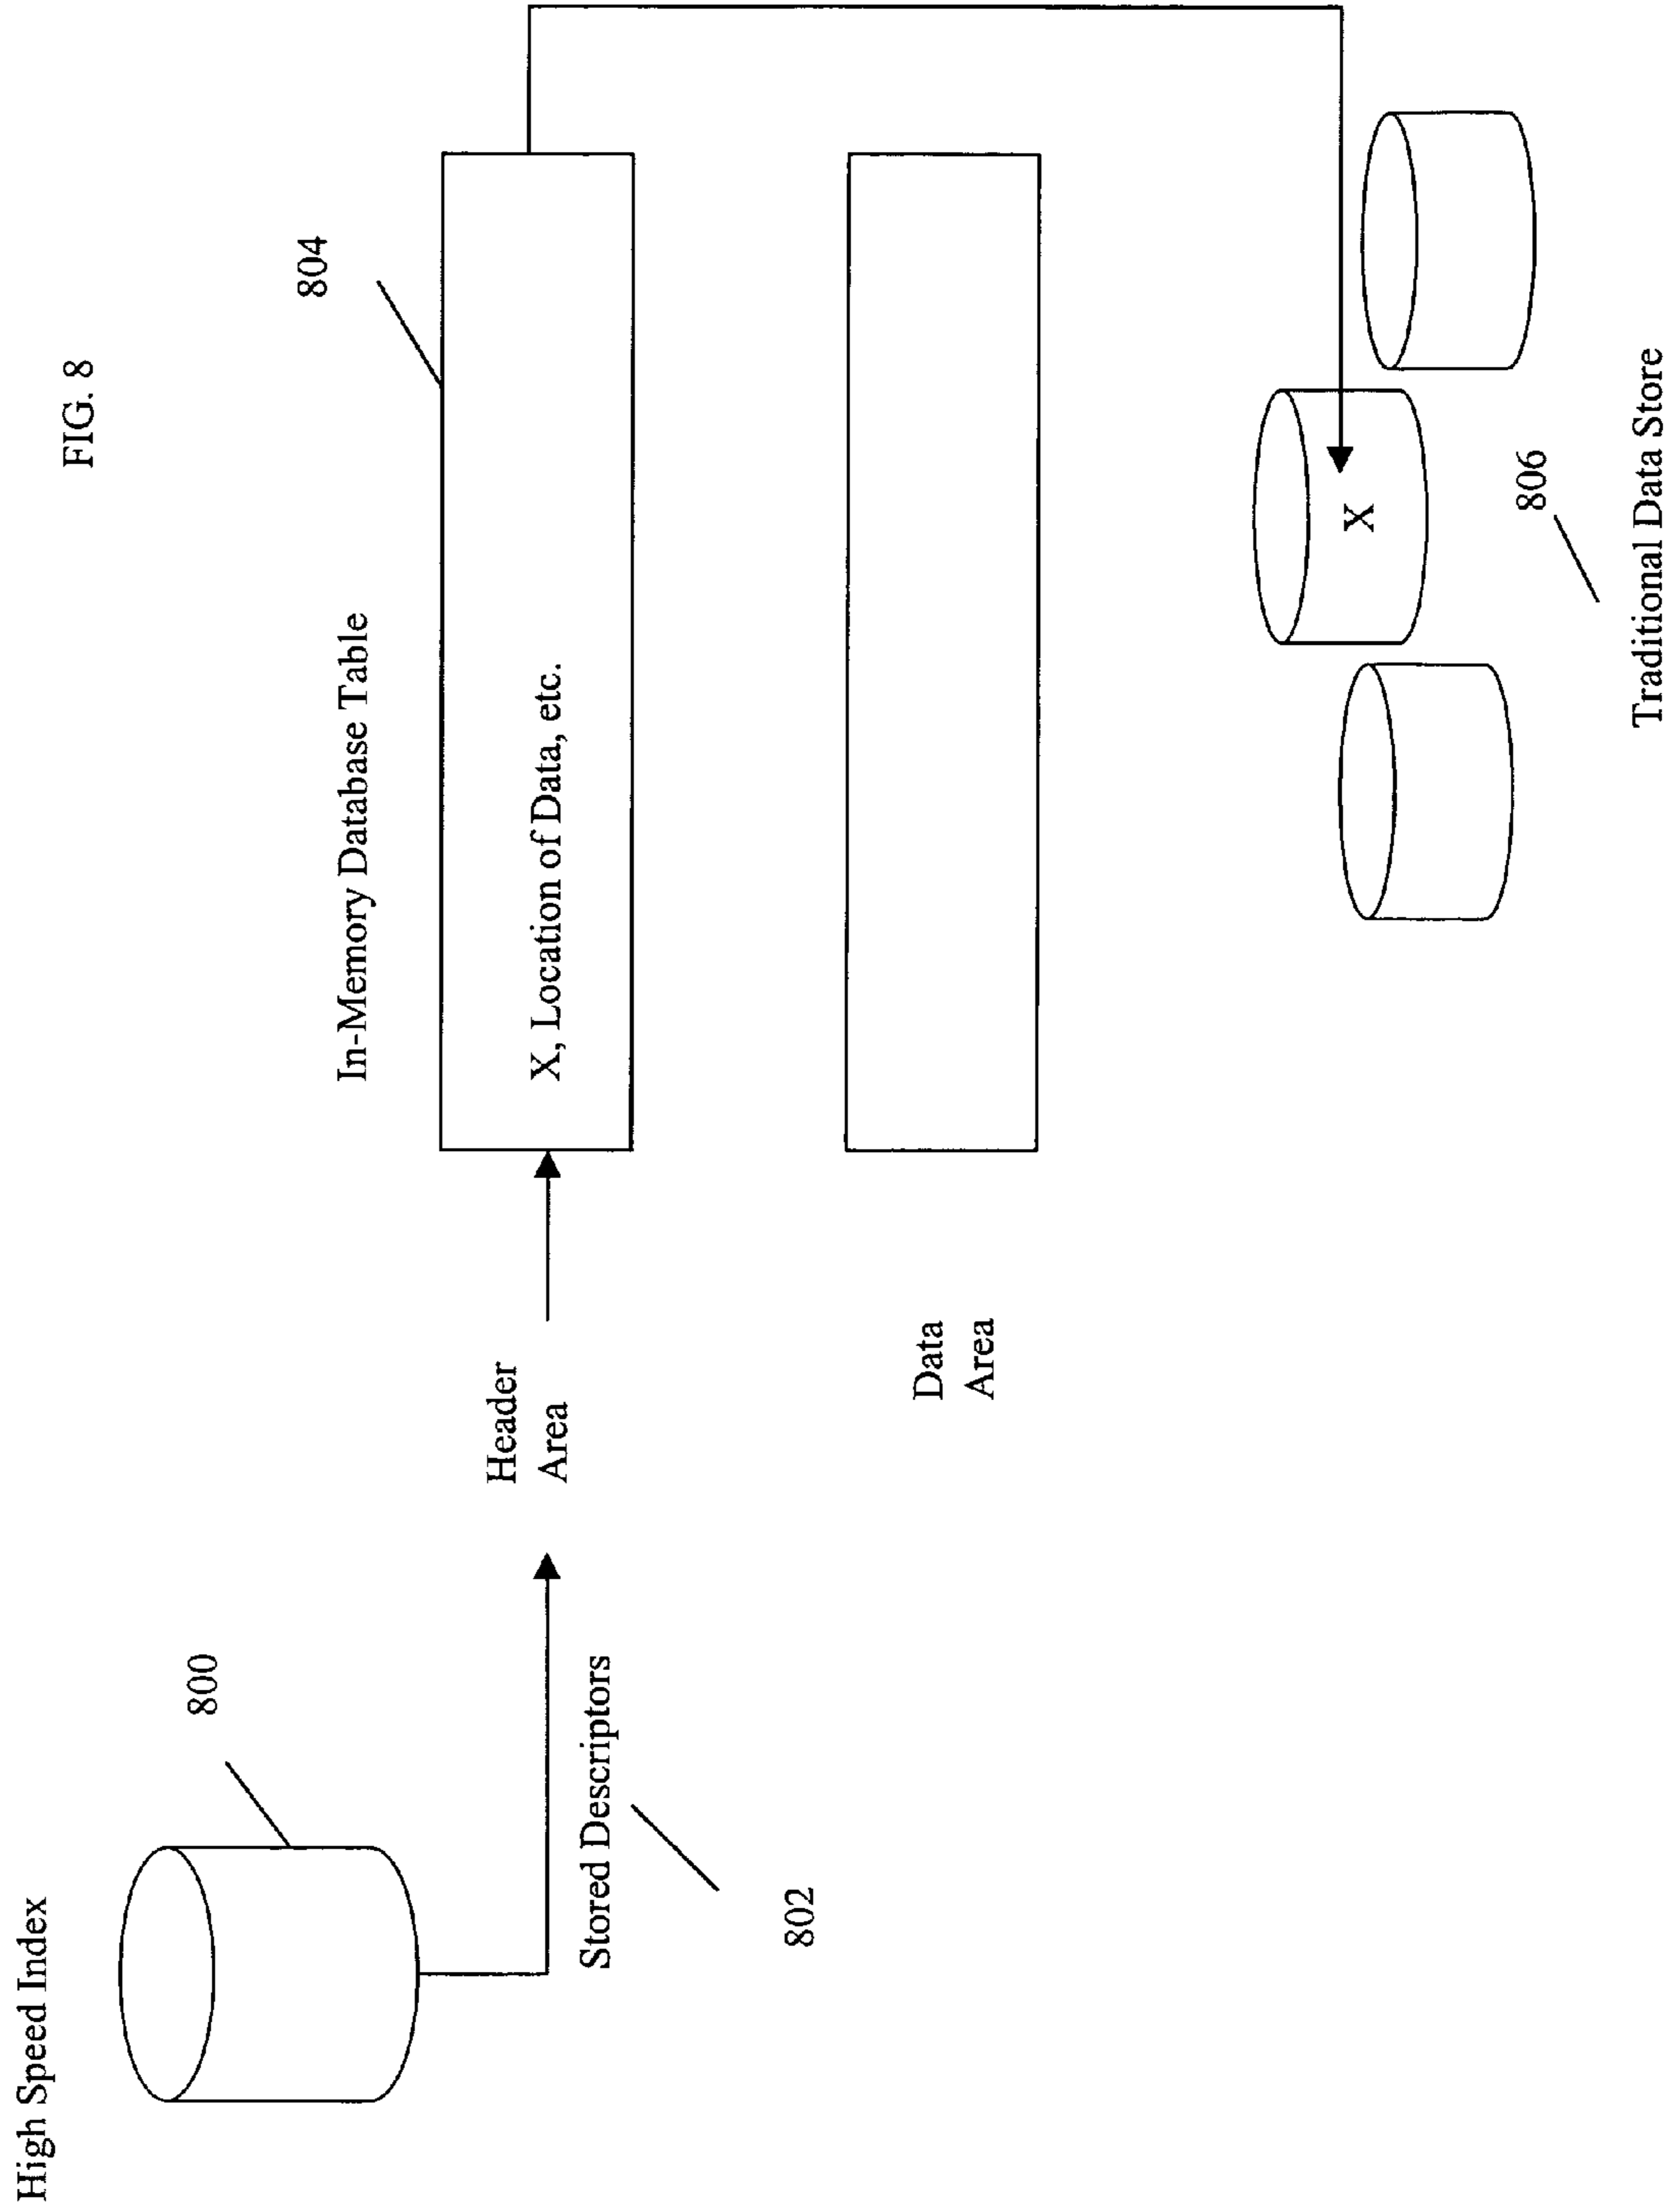 FIG. 8
High Speed Index
800
804
In-Memory Database Table
Header
Area
X, Location of Data, etc.
Stored Descriptors
802
Data
Area
X
806
Traditional Data Store